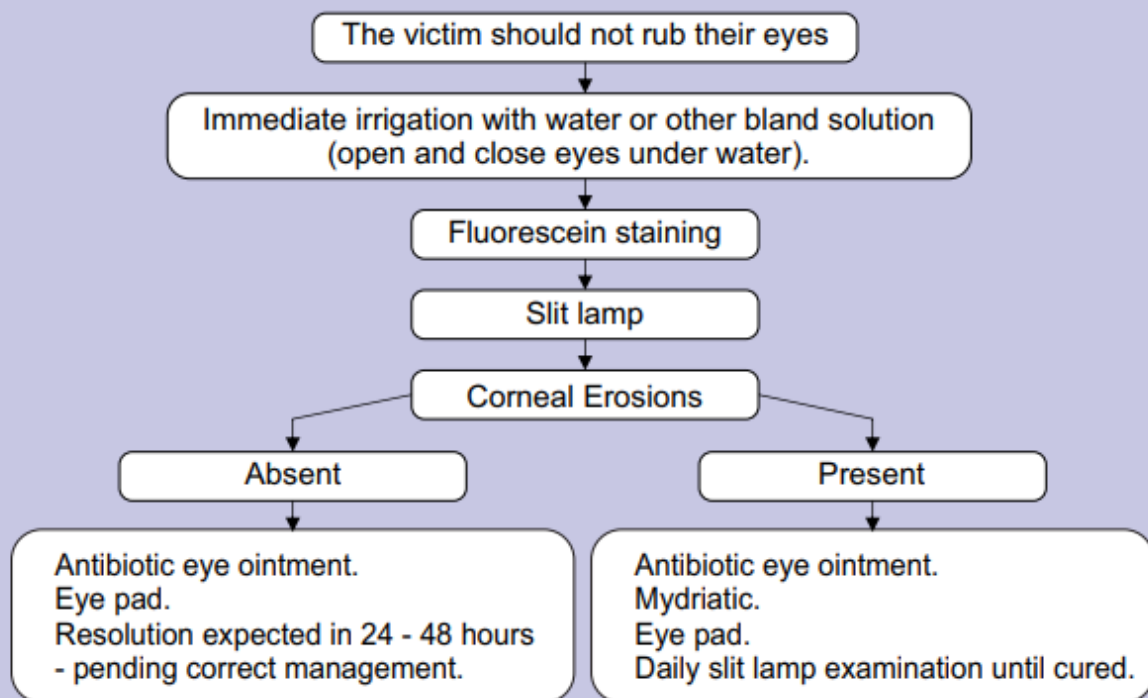 The victim should not rub their eyes
Immediate irrigation with water or other bland solution
(open and close eyes under water).
Fluorescein staining
Slit lamp
Corneal Erosions
Absent
Present
Antibiotic eye ointment.
Eye pad.
Resolution expected in 24 - 48 hours
- pending correct management.
Antibiotic eye ointment.
Mydriatic.
Eye pad.
Daily slit lamp examination until cured.